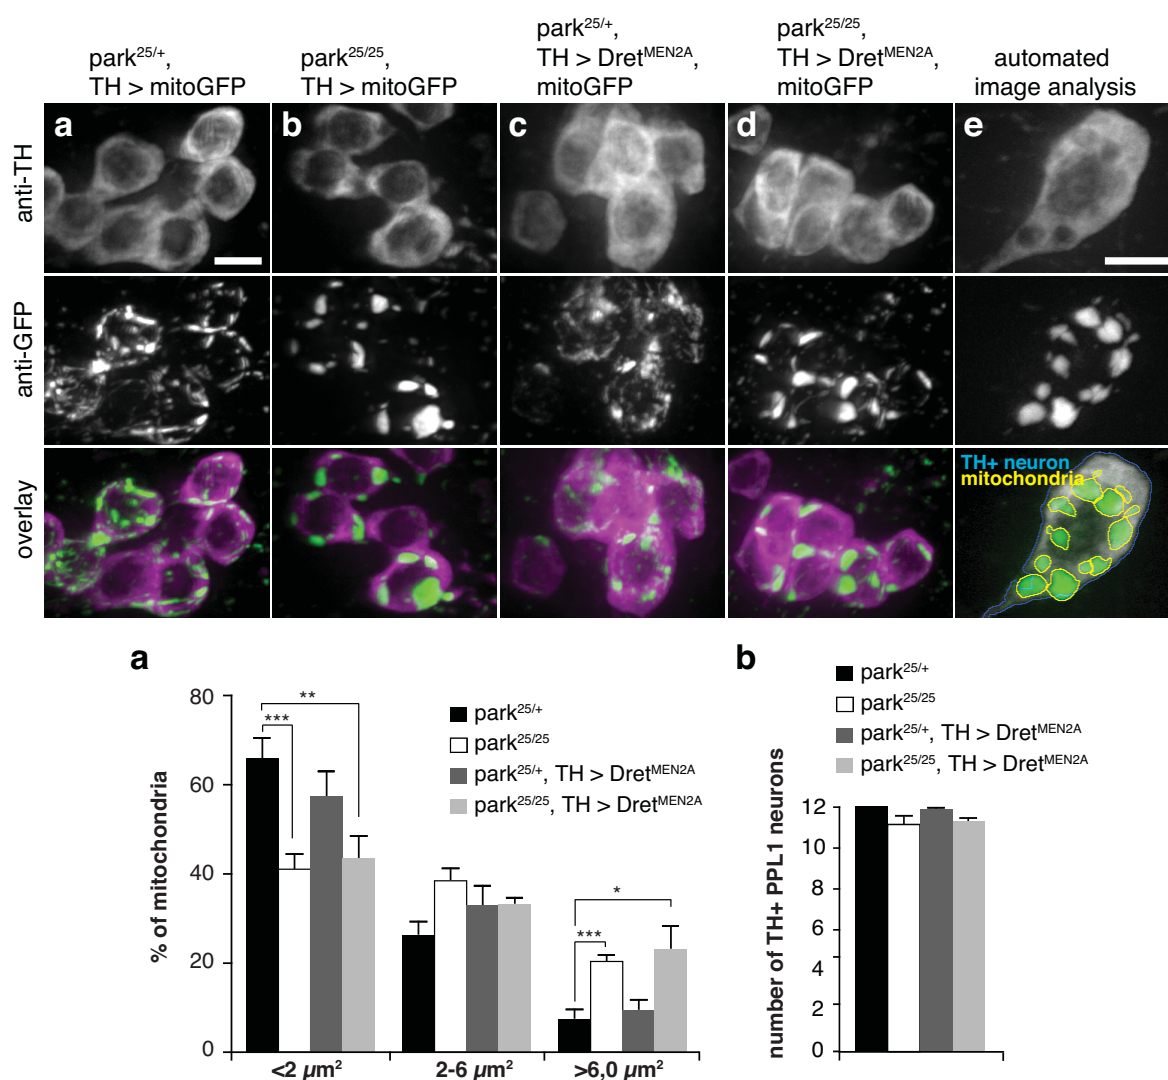 park25/+,
TH > mitoGFP
park25/25,
TH > mitoGFP
park25/+,
TH > DretMEN2A,
mitoGFP
park25/25,
TH > DretMEN2A,
mitoGFP
automated
image analysis
anti-TH
a
b
c
d
e
anti-GFP
overlay
TH+ neuron
mitochondria
a
% of mitochondria
80
60
40
20
0
**
***
*
***
park25/+
park25/25
park25/+, TH > DretMEN2A
park25/25, TH > DretMEN2A
<2 µm2
2-6 µm2
>6,0 µm2
b
park25/+
park25/25
park25/+, TH > DretMEN2A
park25/25, TH > DretMEN2A
number of TH+ PPL1 neurons
12
10
8
6
4
2
0